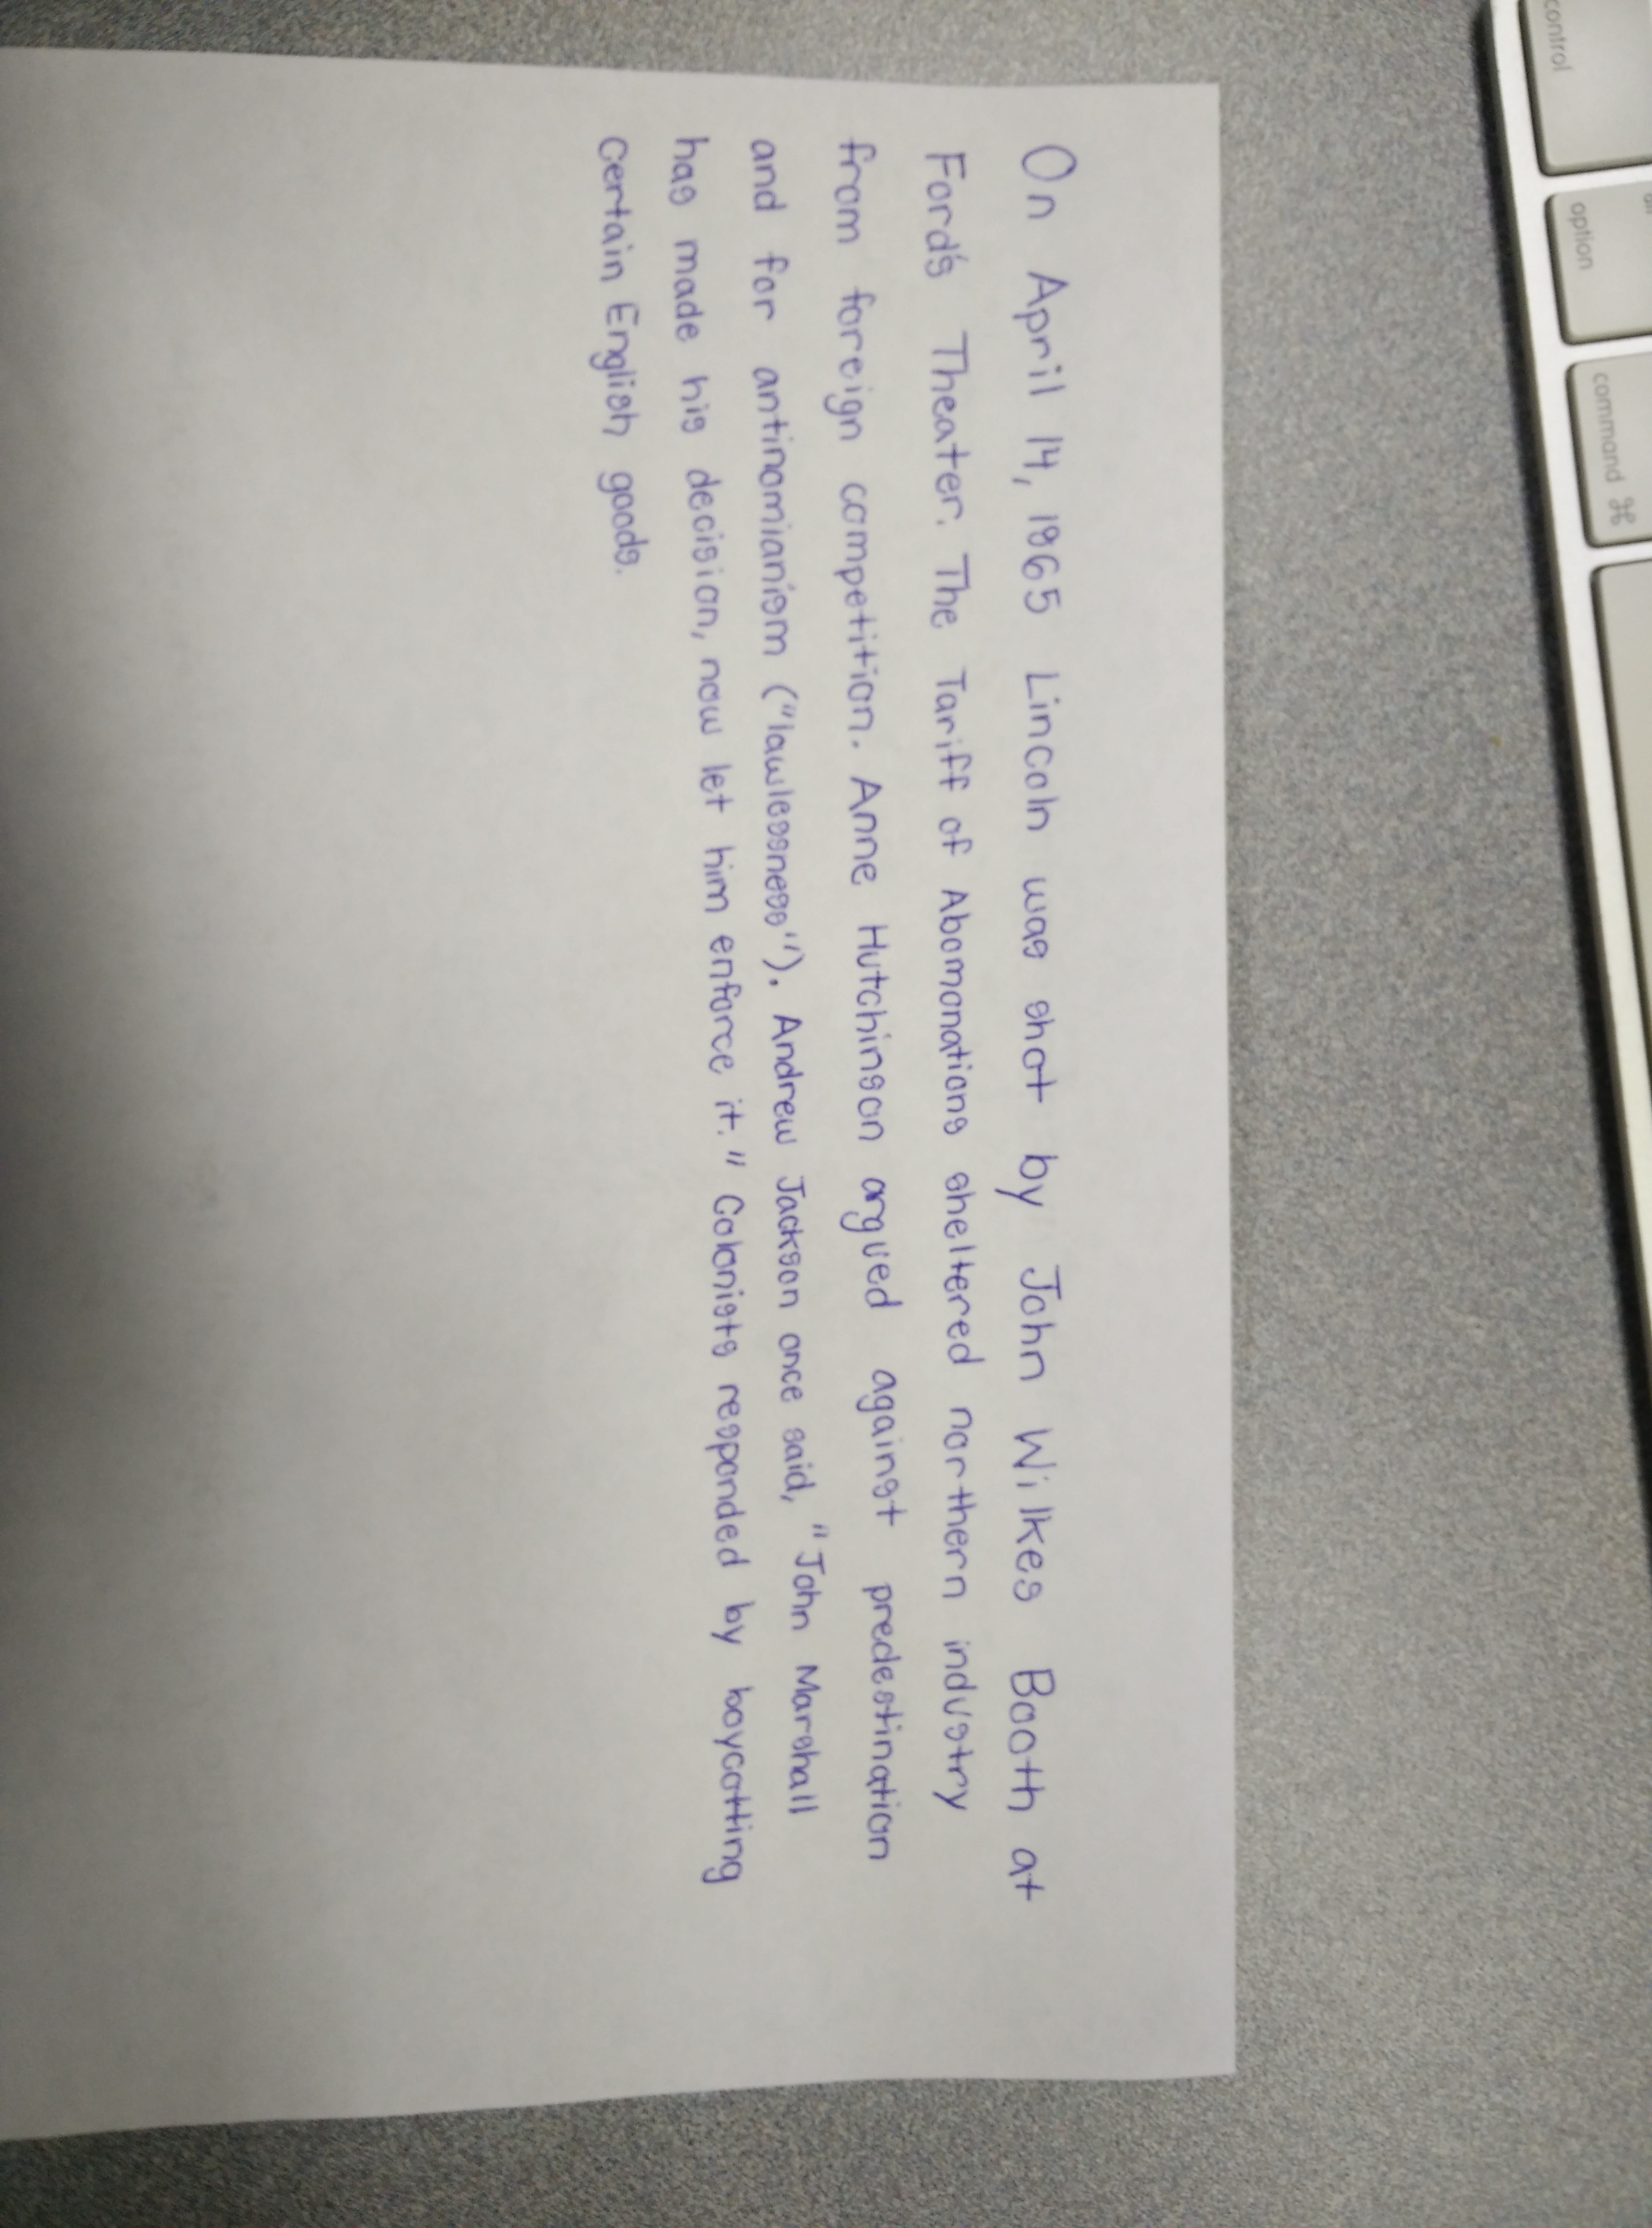 On April 14, 1865 Lincoln was shot by John Wilkes Booth at
Ford's Theater. The Tariff of Abomonations sheltered northern industry
from foreign competition. Anne Hutchinson argued against predestination
and for antinomianism ("lawlessness"). Andrew Jackson once said, "John Marshall
has made his decision, now let him enforce it." Colonists responded by boycotting
certain English goods.
control
option
command ⌘